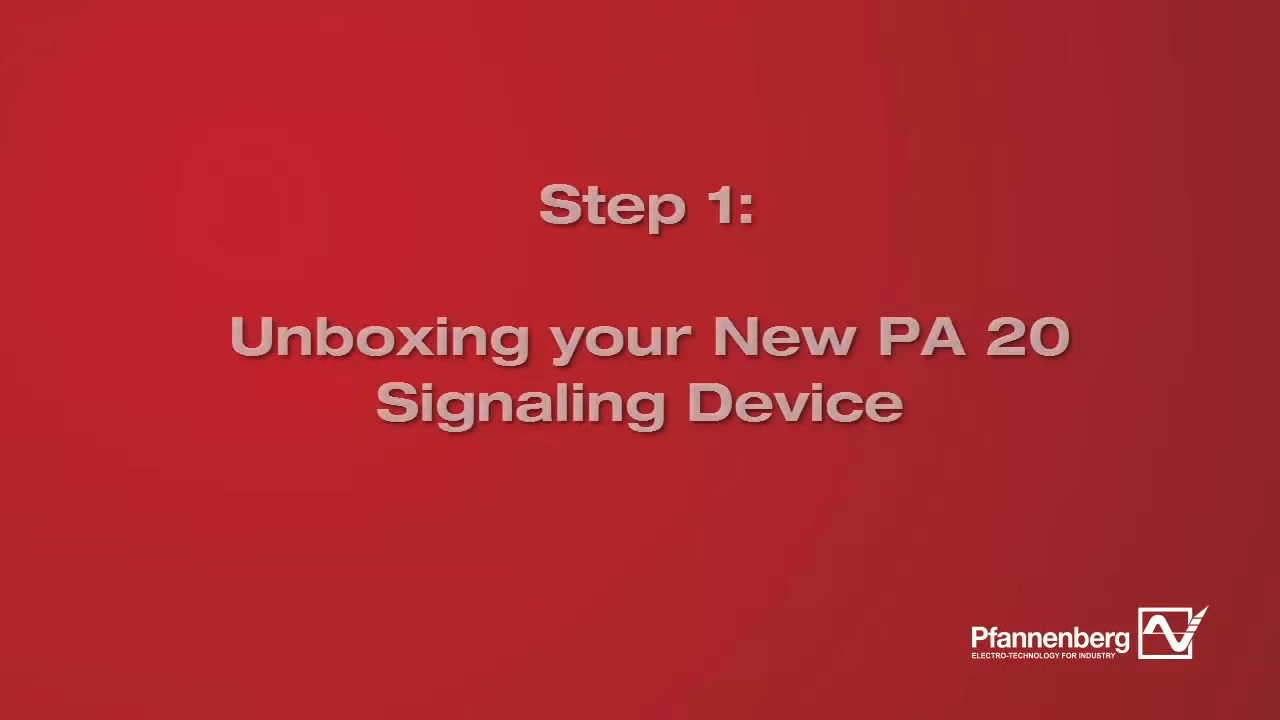 Step 1:
Unboxing your New PA 20
Signaling Device
Pfannenberg
ELECTRO-TECHNOLOGY FOR INDUSTRY